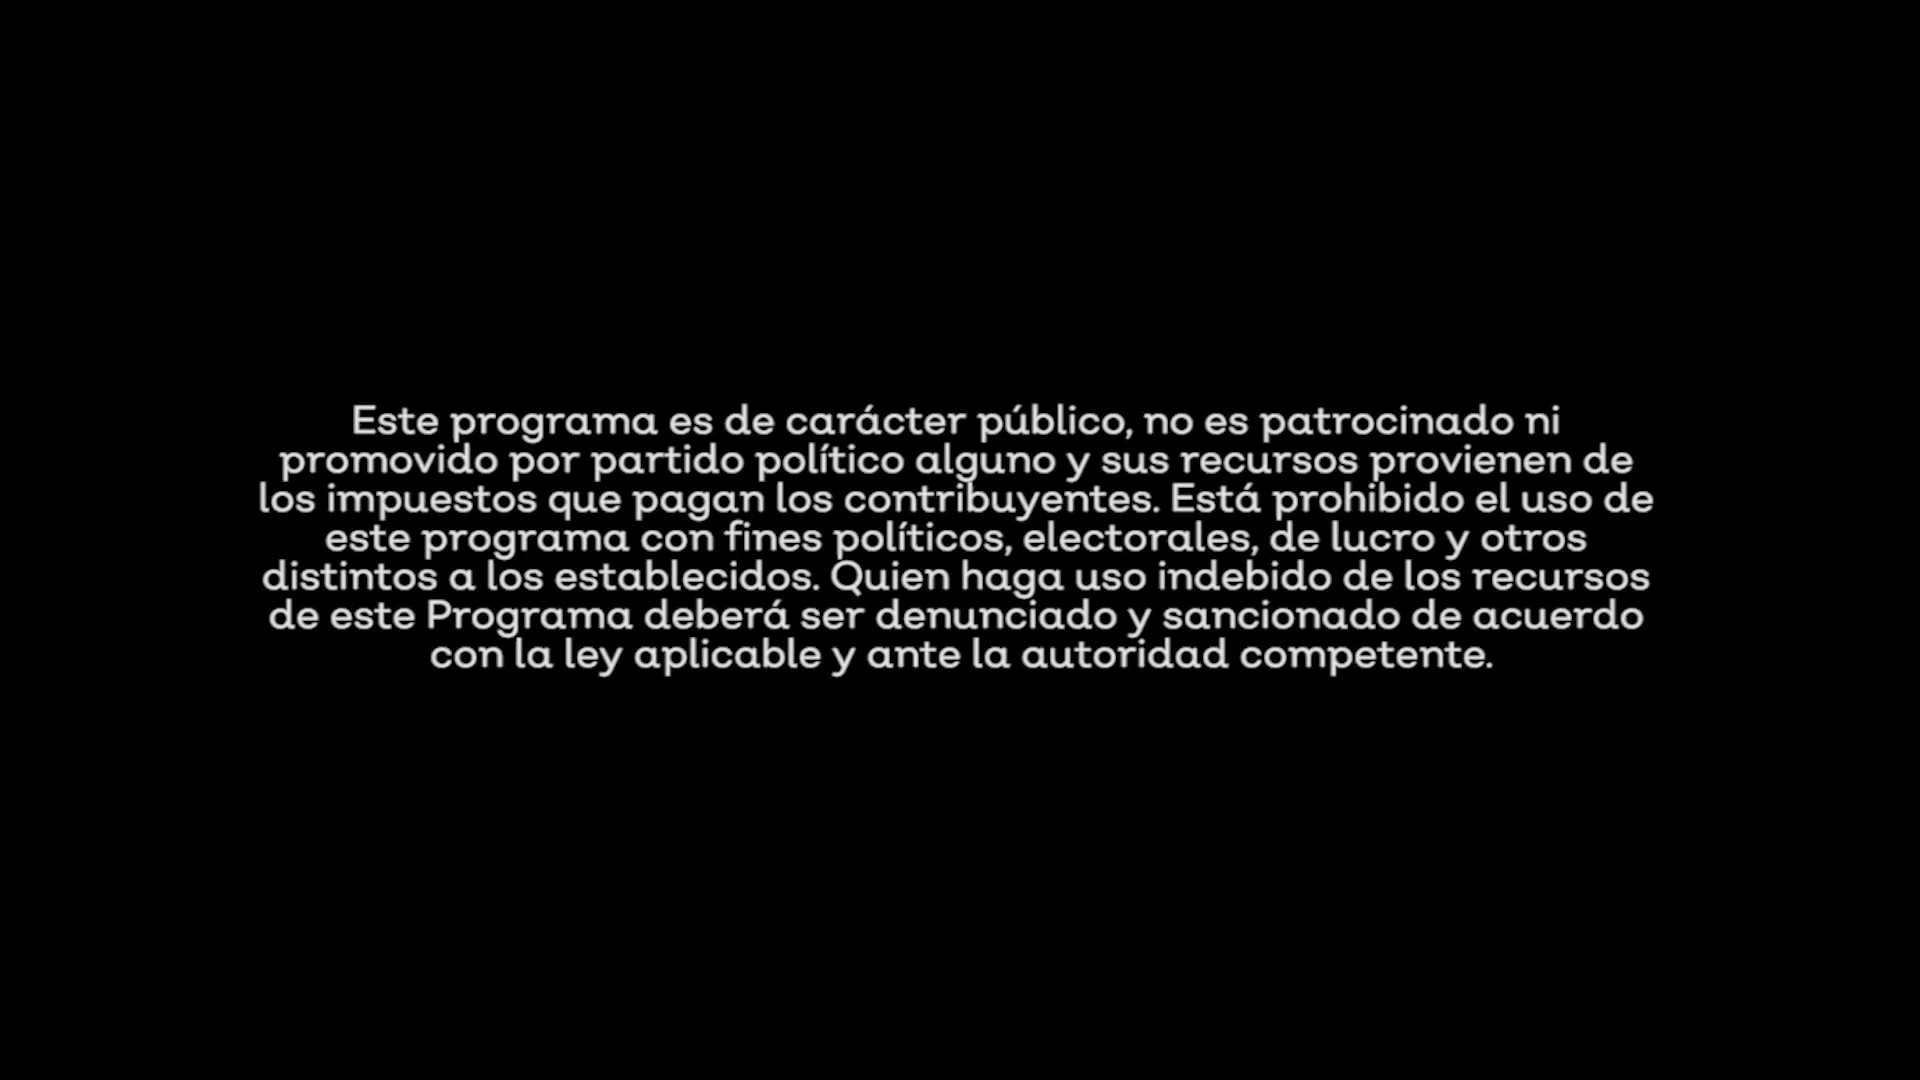 Este programa es de carácter público, no es patrocinado ni
promovido por partido político alguno y sus recursos provienen de
los impuestos que pagan los contribuyentes. Está prohibido el uso de
este programa con fines políticos, electorales, de lucro y otros
distintos a los establecidos. Quien haga uso indebido de los recursos
de este Programa deberá ser denunciado y sancionado de acuerdo
con la ley aplicable y ante la autoridad competente.